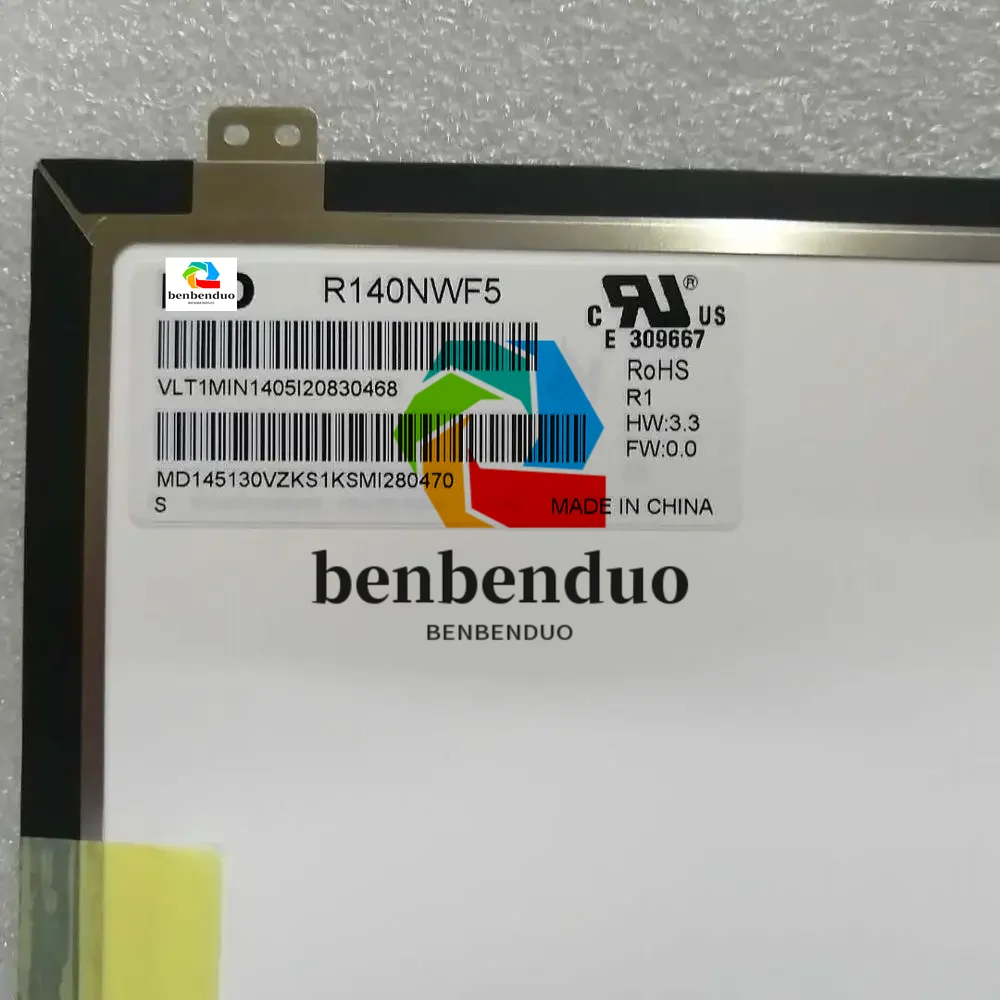 benbenduo
BENBENDUO
R140NWF5
C UL ® US
E 309667
VLT1MIN1405I20830468
RoHS
R1
HW:3.3
FW:0.0
MD145130VZKS1KSMI280470
S
MADE IN CHINA
benbenduo
BENBENDUO